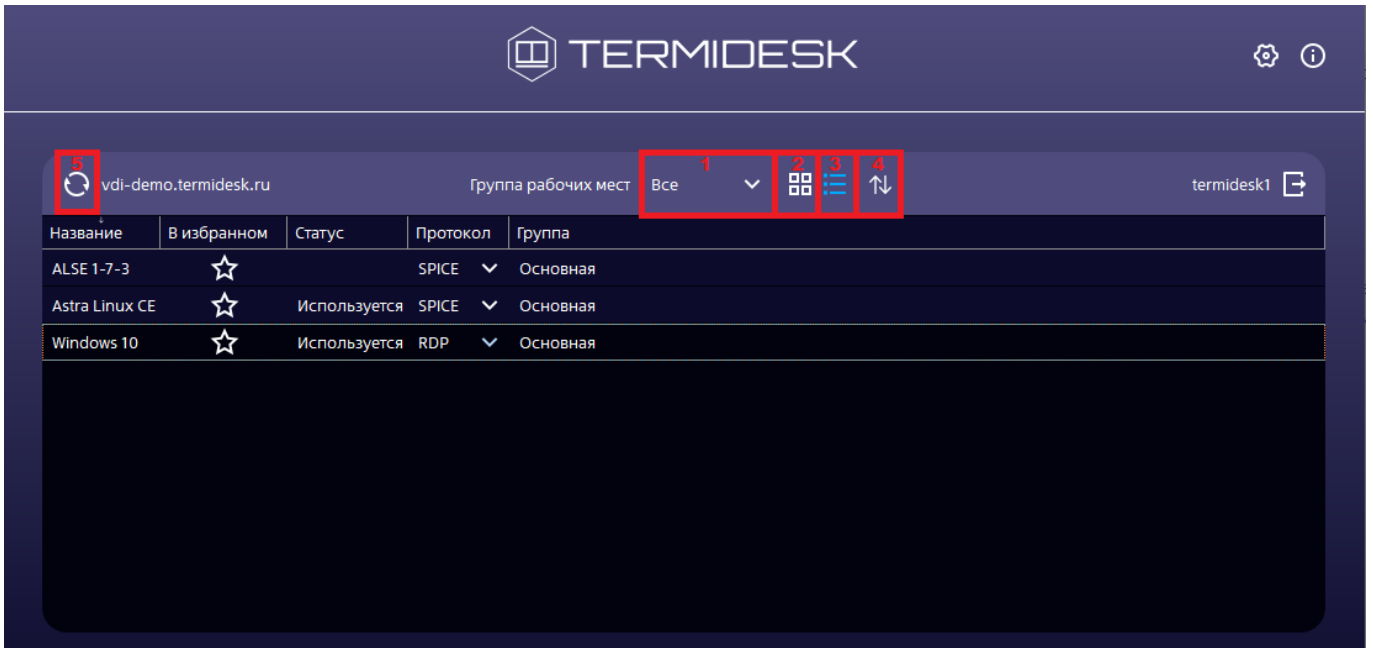 TERMIDESK
5 1 2 3 4
vdi-demo.termidesk.ru Группа рабочих мест Все termidesk1
Название В избранном Статус Протокол Группа
ALSE 1-7-3 SPICE Основная
Astra Linux CE Используется SPICE Основная
Windows 10 Используется RDP Основная